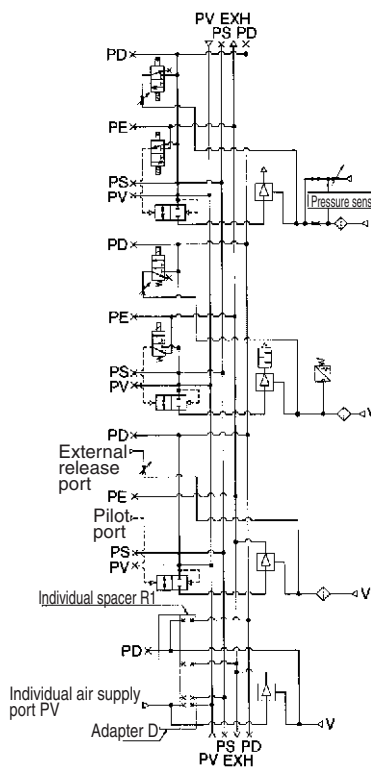 PV EXH
PS PD
PD
PE
PS
PV
Pressure sens
PD
PE
PS
PV
V
PD
External
release
port
PE
Pilot
port
PS
PV
V
Individual spacer R1
PD
Individual air supply
port PV
V
Adapter D
PS PD
PV EXH